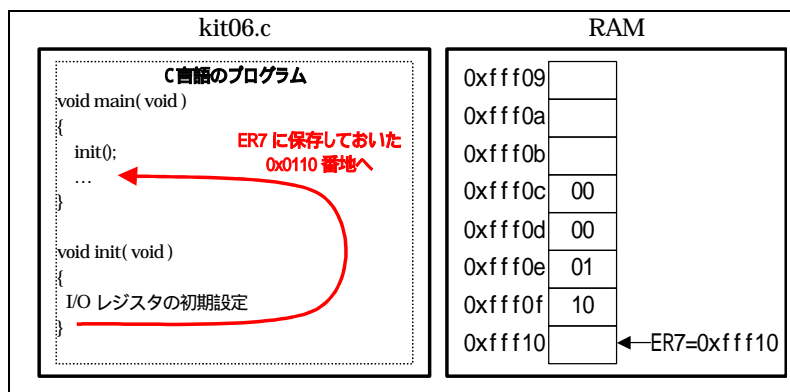 kit06.c
C言語のプログラム
void main( void )
{
init();
…
}
void init( void )
{
I/O レジスタの初期設定
}
ER7 に保存しておいた
0x0110 番地へ
RAM
0xfff09
0xfff0a
0xfff0b
0xfff0c 00
0xfff0d 00
0xfff0e 01
0xfff0f 10
0xfff10 ER7=0xfff10